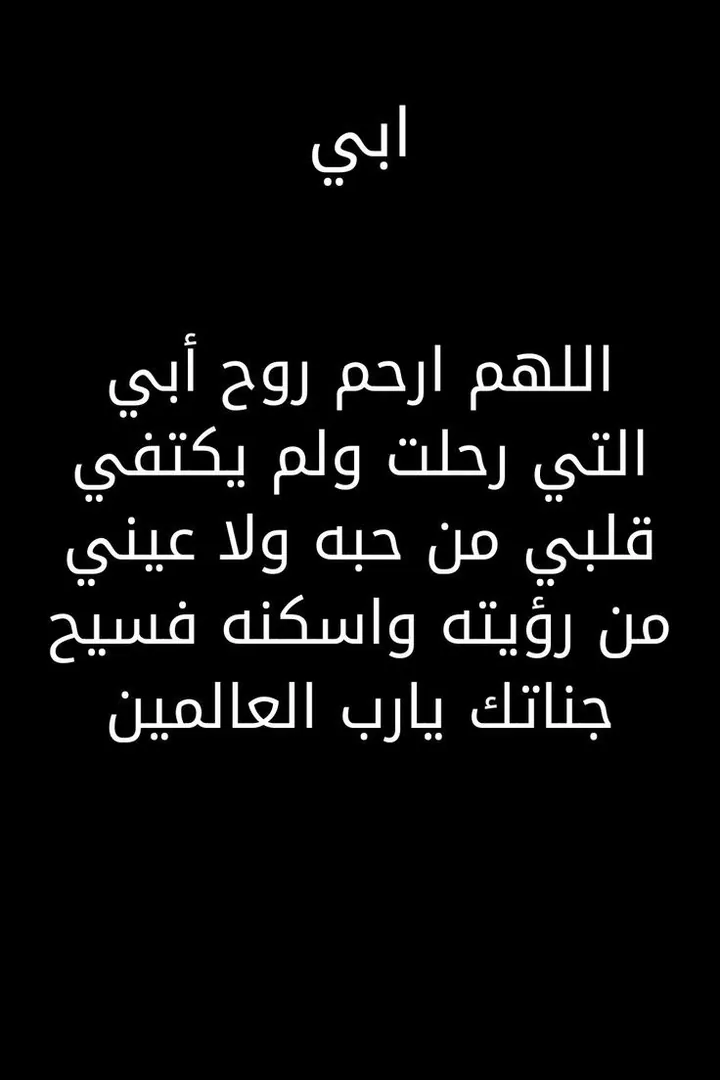 ابي
اللهم ارحم روح أبي
التي رحلت ولم يكتفي
قلبي من حبه ولا عيني
من رؤيته واسكنه فسيح
جناتك يارب العالمين